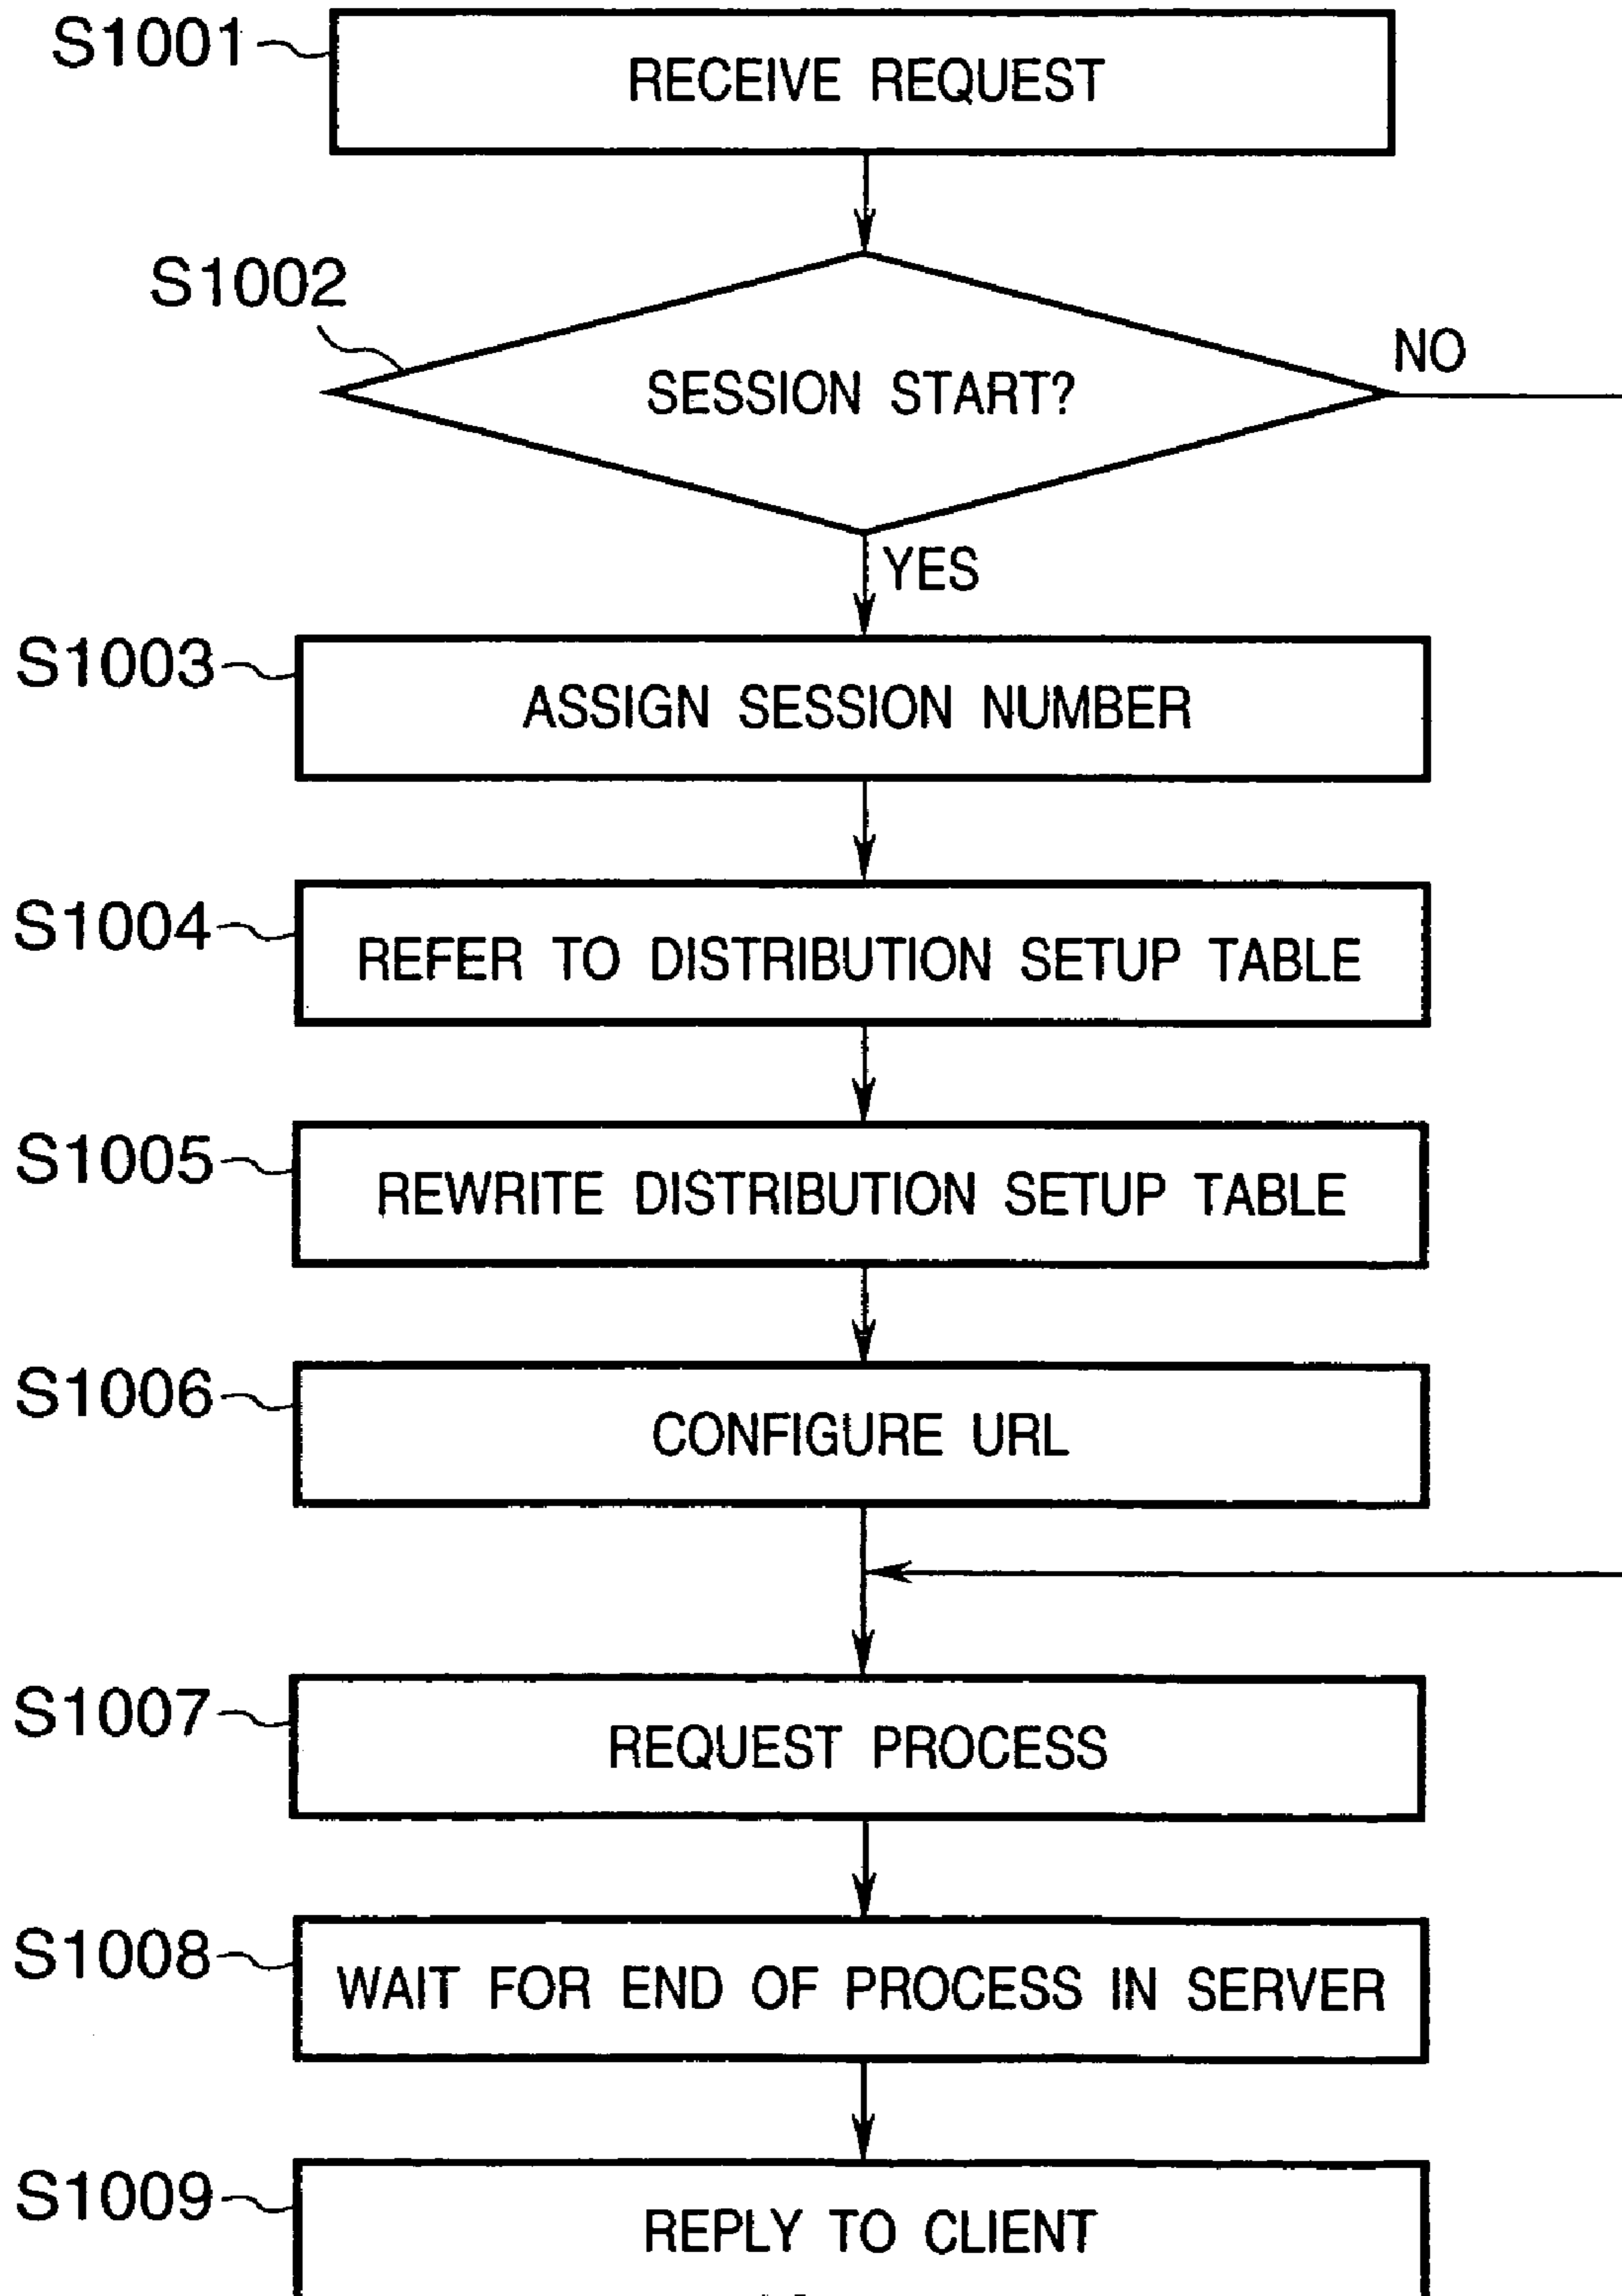 S1001
RECEIVE REQUEST
S1002
SESSION START?
NO
YES
S1003
ASSIGN SESSION NUMBER
S1004
REFER TO DISTRIBUTION SETUP TABLE
S1005
REWRITE DISTRIBUTION SETUP TABLE
S1006
CONFIGURE URL
S1007
REQUEST PROCESS
S1008
WAIT FOR END OF PROCESS IN SERVER
S1009
REPLY TO CLIENT